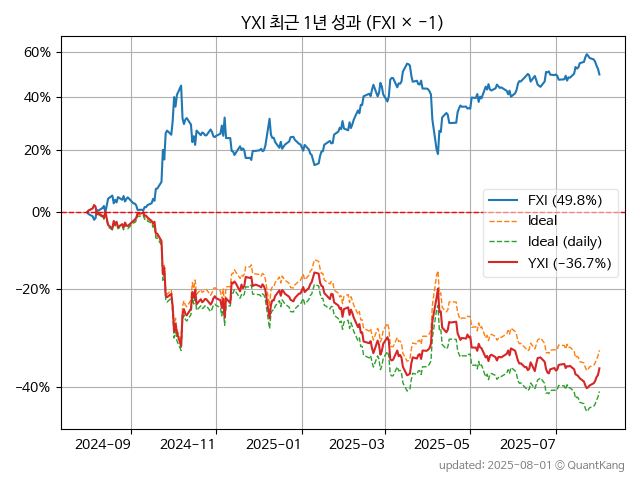 YXI 최근 1년 성과 (FXI × −1)
60%
40%
20%
0%
−20%
−40%
FXI (49.8%)
Ideal
Ideal (daily)
YXI (−36.7%)
2024−09
2024−11
2025−01
2025−03
2025−05
2025−07
updated: 2025-08-01 © QuantKang